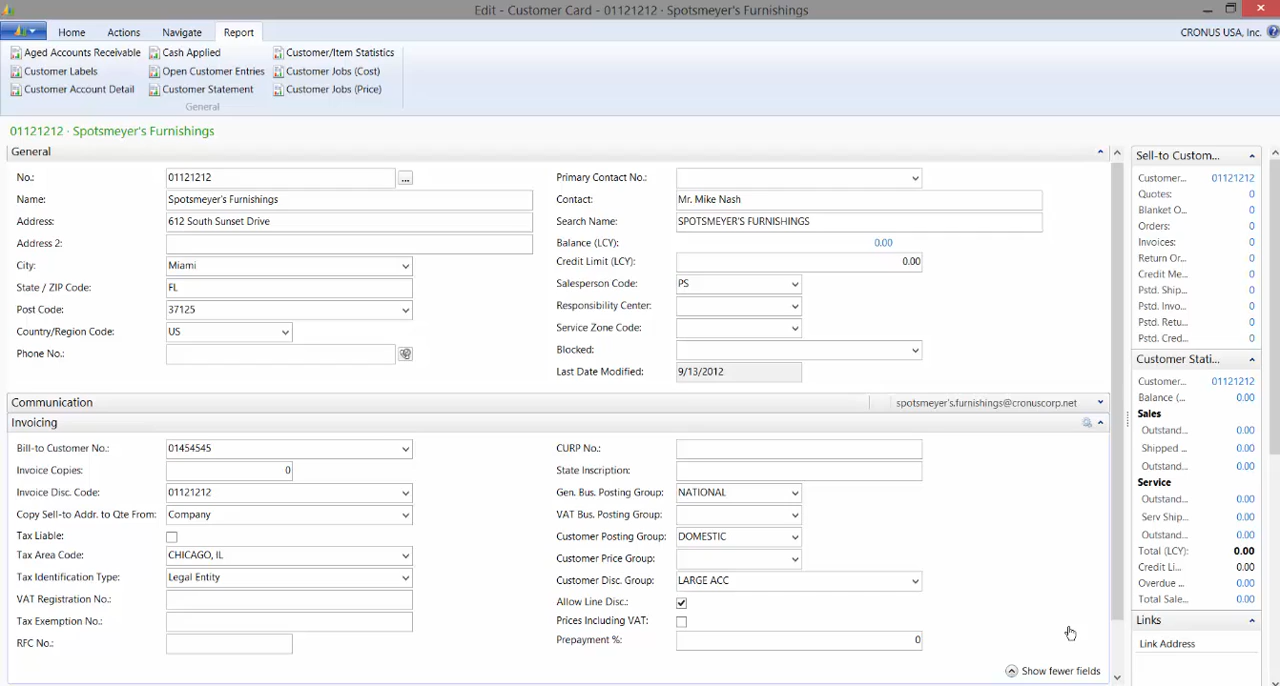 Edit - Customer Card - 01121212 · Spotsmeyer's Furnishings
Home Actions Navigate Report CRONUS USA, Inc.
Aged Accounts Receivable Cash Applied Customer/Item Statistics
Customer Labels Open Customer Entries Customer Jobs (Cost)
Customer Account Detail Customer Statement Customer Jobs (Price)
General
01121212 · Spotsmeyer's Furnishings
General
No.: 01121212 ...
Name: Spotsmeyer's Furnishings
Address: 612 South Sunset Drive
Address 2:
City: Miami
State / ZIP Code: FL
Post Code: 37125
Country/Region Code: US
Phone No.:
Primary Contact No.:
Contact: Mr. Mike Nash
Search Name: SPOTSMEYER'S FURNISHINGS
Balance (LCY): 0.00
Credit Limit (LCY): 0.00
Salesperson Code: PS
Responsibility Center:
Service Zone Code:
Blocked:
Last Date Modified: 9/13/2012
Communication spotsmeyer's.furnishings@cronuscorp.net
Invoicing
Bill-to Customer No.: 01454545
Invoice Copies: 0
Invoice Disc. Code: 01121212
Copy Sell-to Addr. to Qte From: Company
Tax Liable:
Tax Area Code: CHICAGO, IL
Tax Identification Type: Legal Entity
VAT Registration No.:
Tax Exemption No.:
RFC No.:
CURP No.:
State Inscription:
Gen. Bus. Posting Group: NATIONAL
VAT Bus. Posting Group:
Customer Posting Group: DOMESTIC
Customer Price Group:
Customer Disc. Group: LARGE ACC
Allow Line Disc.:
Prices Including VAT:
Prepayment %: 0
Show fewer fields
Sell-to Custom...
Customer... 01121212
Quotes: 0
Blanket O... 0
Orders: 0
Invoices: 0
Return Or... 0
Credit Me... 0
Pstd. Ship... 0
Pstd. Invo... 0
Pstd. Retu... 0
Pstd. Cred... 0
Customer Stati...
Customer... 01121212
Balance (... 0.00
Sales
Outstand... 0.00
Shipped ... 0.00
Outstand... 0.00
Service
Outstand... 0.00
Serv Ship... 0.00
Outstand... 0.00
Total (LCY): 0.00
Credit Li... 0.00
Overdue ... 0.00
Total Sale... 0.00
Links
Link Address